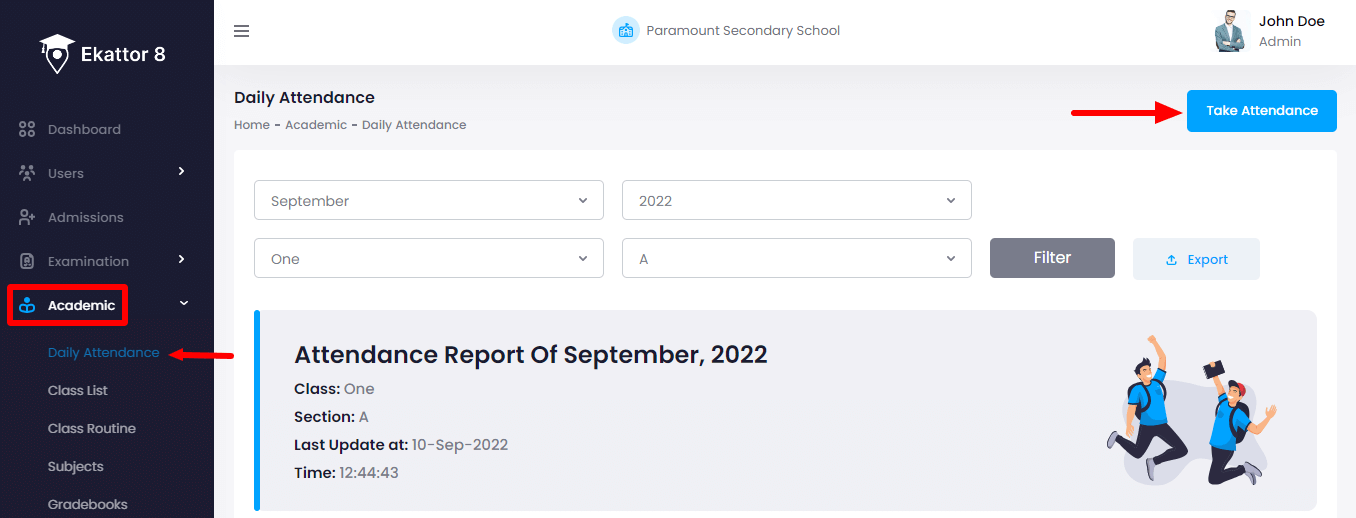 Ekattor 8
Dashboard
Users
Admissions
Examination
Academic
Daily Attendance
Class List
Class Routine
Subjects
Gradebooks
Paramount Secondary School
John Doe
Admin
Daily Attendance
Home - Academic - Daily Attendance
Take Attendance
September
2022
One
A
Filter
Export
Attendance Report Of September, 2022
Class: One
Section: A
Last Update at: 10-Sep-2022
Time: 12:44:43